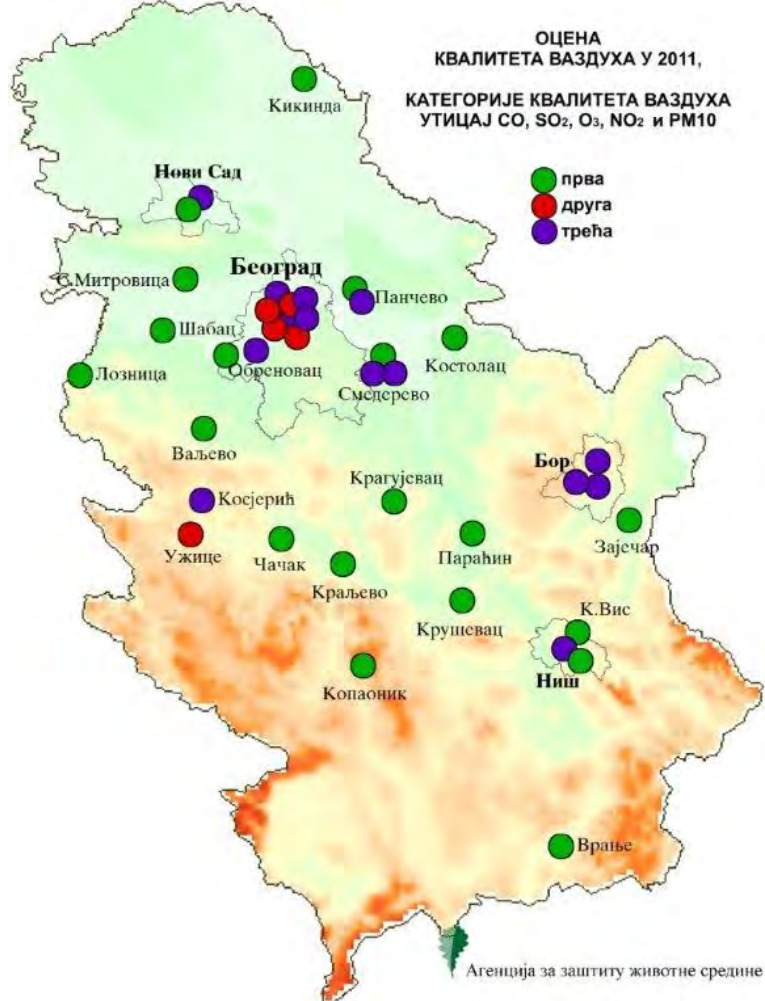 ОЦЕНА
КВАЛИТЕТА ВАЗДУХА У 2011,
КАТЕГОРИЈЕ КВАЛИТЕТА ВАЗДУХА
УТИЦАЈ CO, SO₂, O₃, NO₂ и PM10
прва
друга
трећа
Кикинда
Нови Сад
С.Митровица
Београд
Панчево
Шабац
Обреновац
Костолац
Лозница
Смедерево
Ваљево
Бор
Крагујевац
Косјерић
Зајечар
Ужице
Чачак
Параћин
Краљево
К.Вис
Крушевац
Ниш
Копаоник
Врање
Агенција за заштиту животне средине